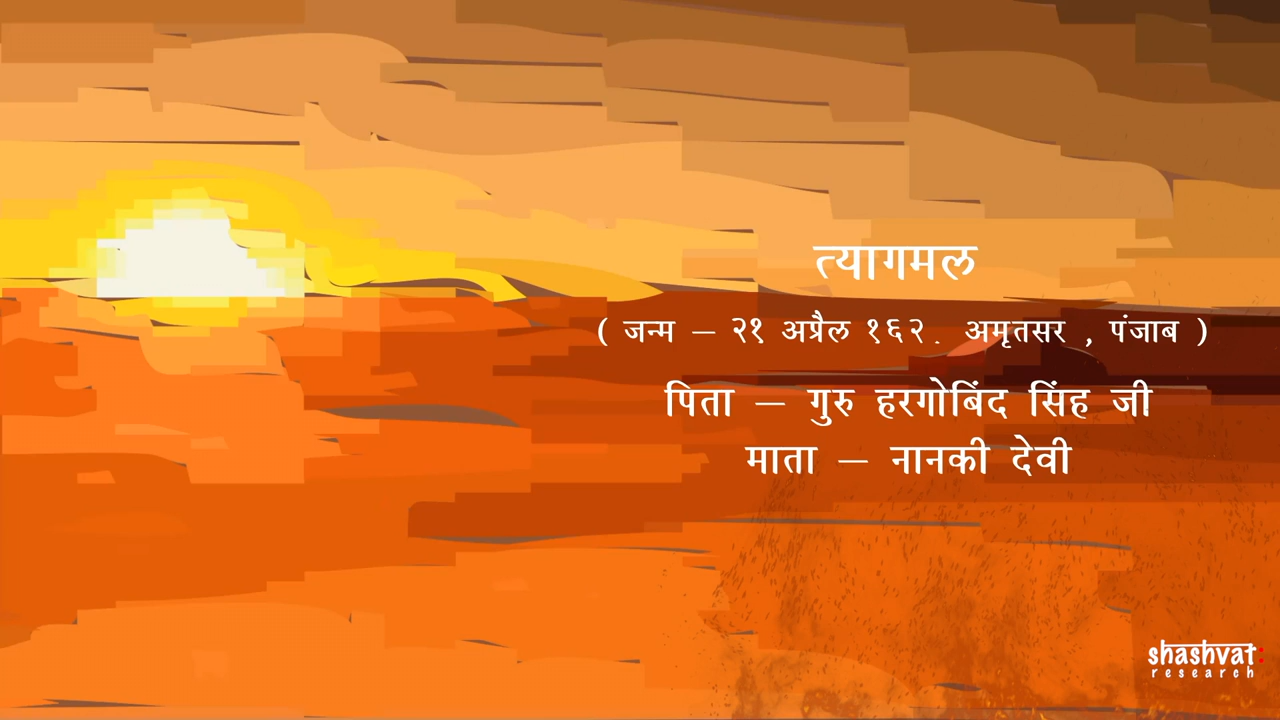 त्यागमल
( जन्म – २१ अप्रैल १६२. अमृतसर , पंजाब )
पिता – गुरु हरगोबिंद सिंह जी
माता – नानकी देवी
shashvat:
research